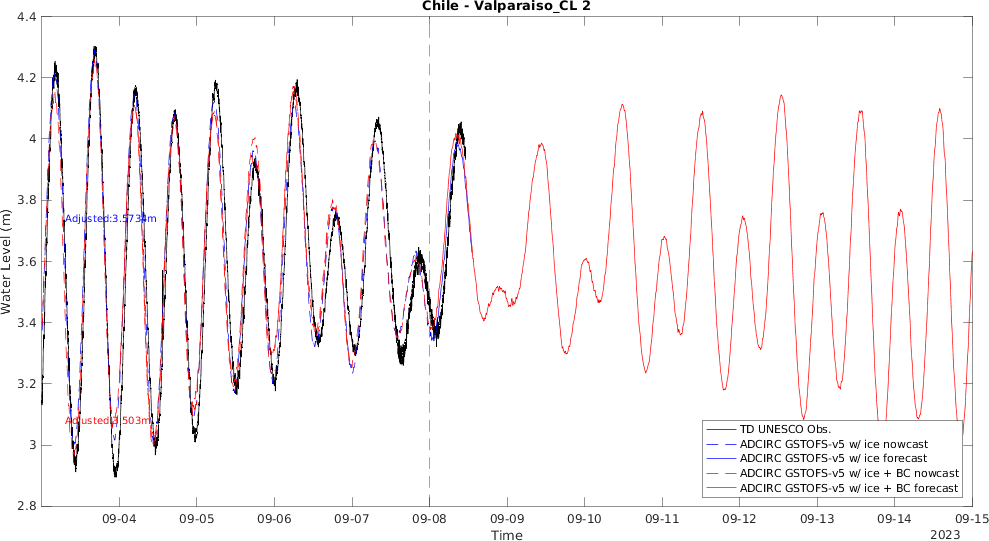 Chile - Valparaiso_CL 2
4.4
4.2
4
3.8
3.6
3.4
3.2
3
2.8
Water Level (m)
Adjusted:3.5734m
Adjusted:3.503m
TD UNESCO Obs.
ADCIRC GSTOFS-v5 w/ ice nowcast
ADCIRC GSTOFS-v5 w/ ice forecast
ADCIRC GSTOFS-v5 w/ ice + BC nowcast
ADCIRC GSTOFS-v5 w/ ice + BC forecast
09-04 09-05 09-06 09-07 09-08 09-09 09-10 09-11 09-12 09-13 09-14 09-15
Time
2023